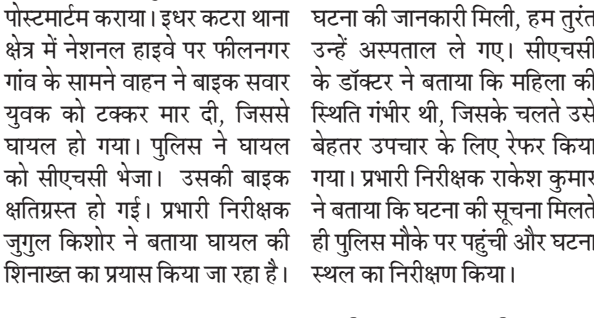 पोस्टमार्टम कराया। इधर कटरा थाना
क्षेत्र में नेशनल हाइवे पर फीलनगर
गांव के सामने वाहन ने बाइक सवार
युवक को टक्कर मार दी, जिससे
घायल हो गया। पुलिस ने घायल
को सीएचसी भेजा। उसकी बाइक
क्षतिग्रस्त हो गई। प्रभारी निरीक्षक
जुगुल किशोर ने बताया घायल की
शिनाख्त का प्रयास किया जा रहा है।
घटना की जानकारी मिली, हम तुरंत
उन्हें अस्पताल ले गए। सीएचसी
के डॉक्टर ने बताया कि महिला की
स्थिति गंभीर थी, जिसके चलते उसे
बेहतर उपचार के लिए रेफर किया
गया। प्रभारी निरीक्षक राकेश कुमार
ने बताया कि घटना की सूचना मिलते
ही पुलिस मौके पर पहुंची और घटना
स्थल का निरीक्षण किया।